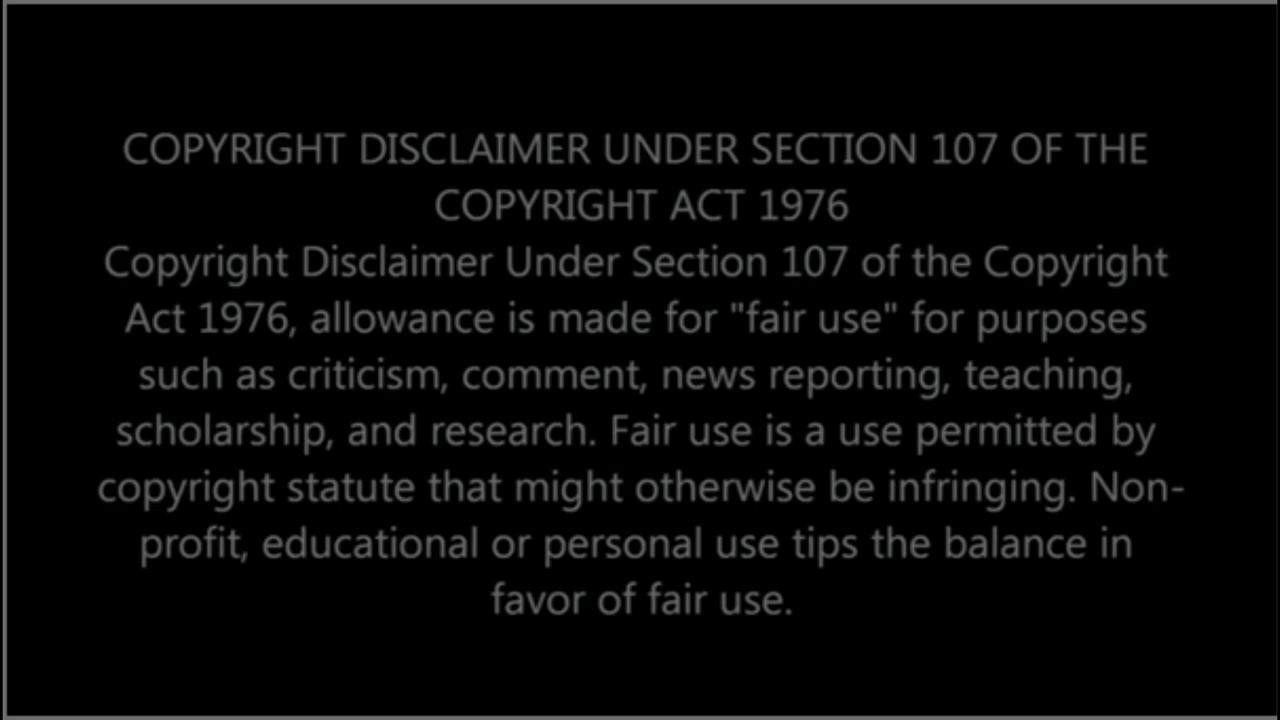 COPYRIGHT DISCLAIMER UNDER SECTION 107 OF THE
COPYRIGHT ACT 1976
Copyright Disclaimer Under Section 107 of the Copyright
Act 1976, allowance is made for "fair use" for purposes
such as criticism, comment, news reporting, teaching,
scholarship, and research. Fair use is a use permitted by
copyright statute that might otherwise be infringing. Non-
profit, educational or personal use tips the balance in
favor of fair use.